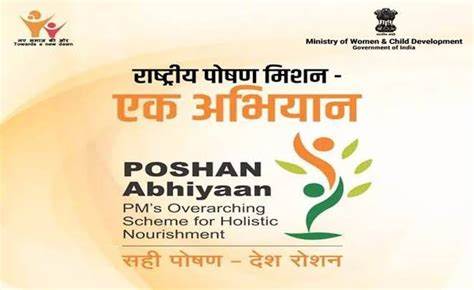 नए समाज की ओर
Towards a new dawn
Ministry of Women & Child Development
Government of India
राष्ट्रीय पोषण मिशन -
एक अभियान
POSHAN
Abhiyaan
PM's Overarching
Scheme for Holistic
Nourishment
सही पोषण – देश रोशन